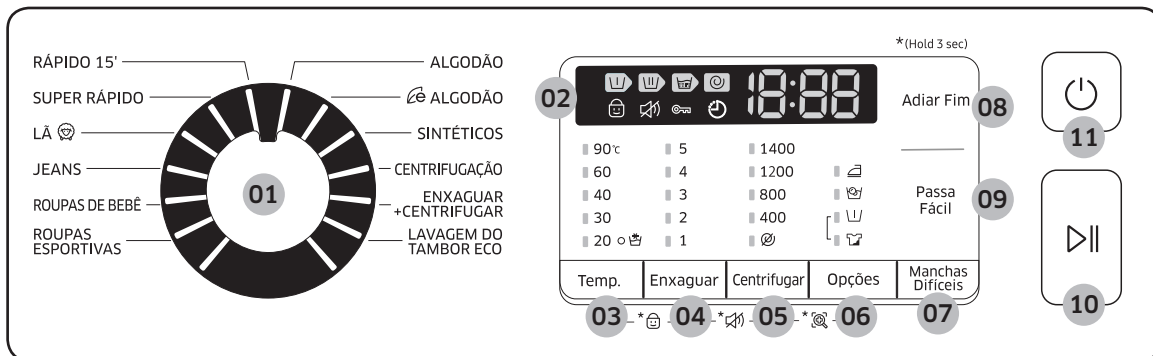 *(Hold 3 sec)
RÁPIDO 15'
ALGODÃO
SUPER RÁPIDO
ALGODÃO
LÃ
SINTÉTICOS
JEANS
CENTRIFUGAÇÃO
ROUPAS DE BEBÊ
ENXAGUAR
+CENTRIFUGAR
ROUPAS
ESPORTIVAS
LAVAGEM DO
TAMBOR ECO
01
02
18:88
Adiar Fim
08
11
90℃ 5 1400
60 4 1200
40 3 800
30 2 400
20 1
Passa
Fácil
09
10
Temp.
Enxaguar
Centrifugar
Opções
Manchas
Difíceis
03 * 04 * 05 * 06 07